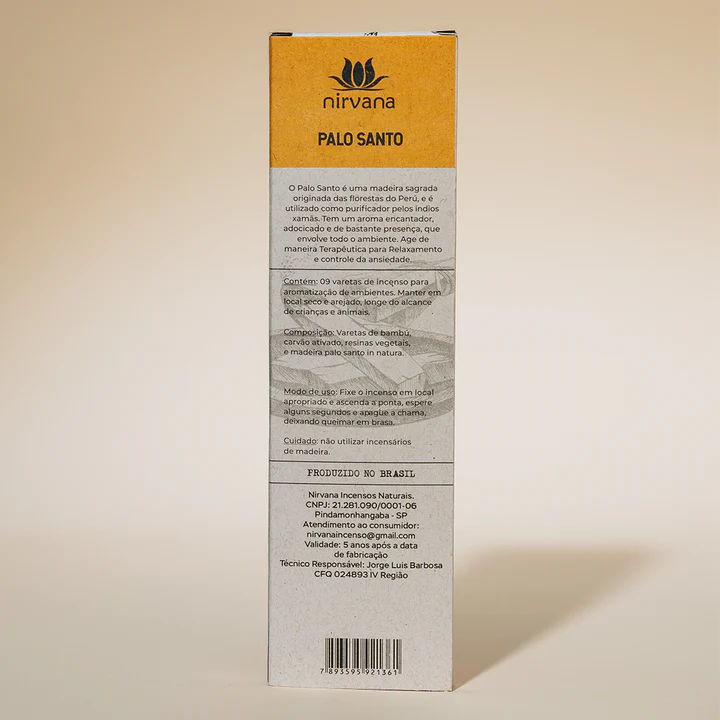 nirvana
PALO SANTO
O Palo Santo é uma madeira sagrada
originada das florestas do Perú, e é
utilizado como purificador pelos índios
xamãs. Tem um aroma encantador,
adocicado e de bastante presença, que
envolve todo o ambiente. Age de
maneira Terapêutica para Relaxamento
e controle da ansiedade.
Contém: 09 varetas de incenso para
aromatização de ambientes. Manter em
local seco e arejado, longe do alcance
de crianças e animais.
Composição: Varetas de bambú,
carvão ativado, resinas vegetais,
e madeira palo santo in natura.
Modo de uso: Fixe o incenso em local
apropriado e ascenda a ponta, espere
alguns segundos e apague a chama,
deixando queimar em brasa.
Cuidado: não utilizar incensários
de madeira.
PRODUZIDO NO BRASIL
Nirvana Incensos Naturais.
CNPJ: 21.281.090/0001-06
Pindamonhangaba - SP
Atendimento ao consumidor:
nirvanaincenso@gmail.com
Validade: 5 anos após a data
de fabricação
Técnico Responsável: Jorge Luis Barbosa
CFQ 024893 IV Região
7 893595 921361